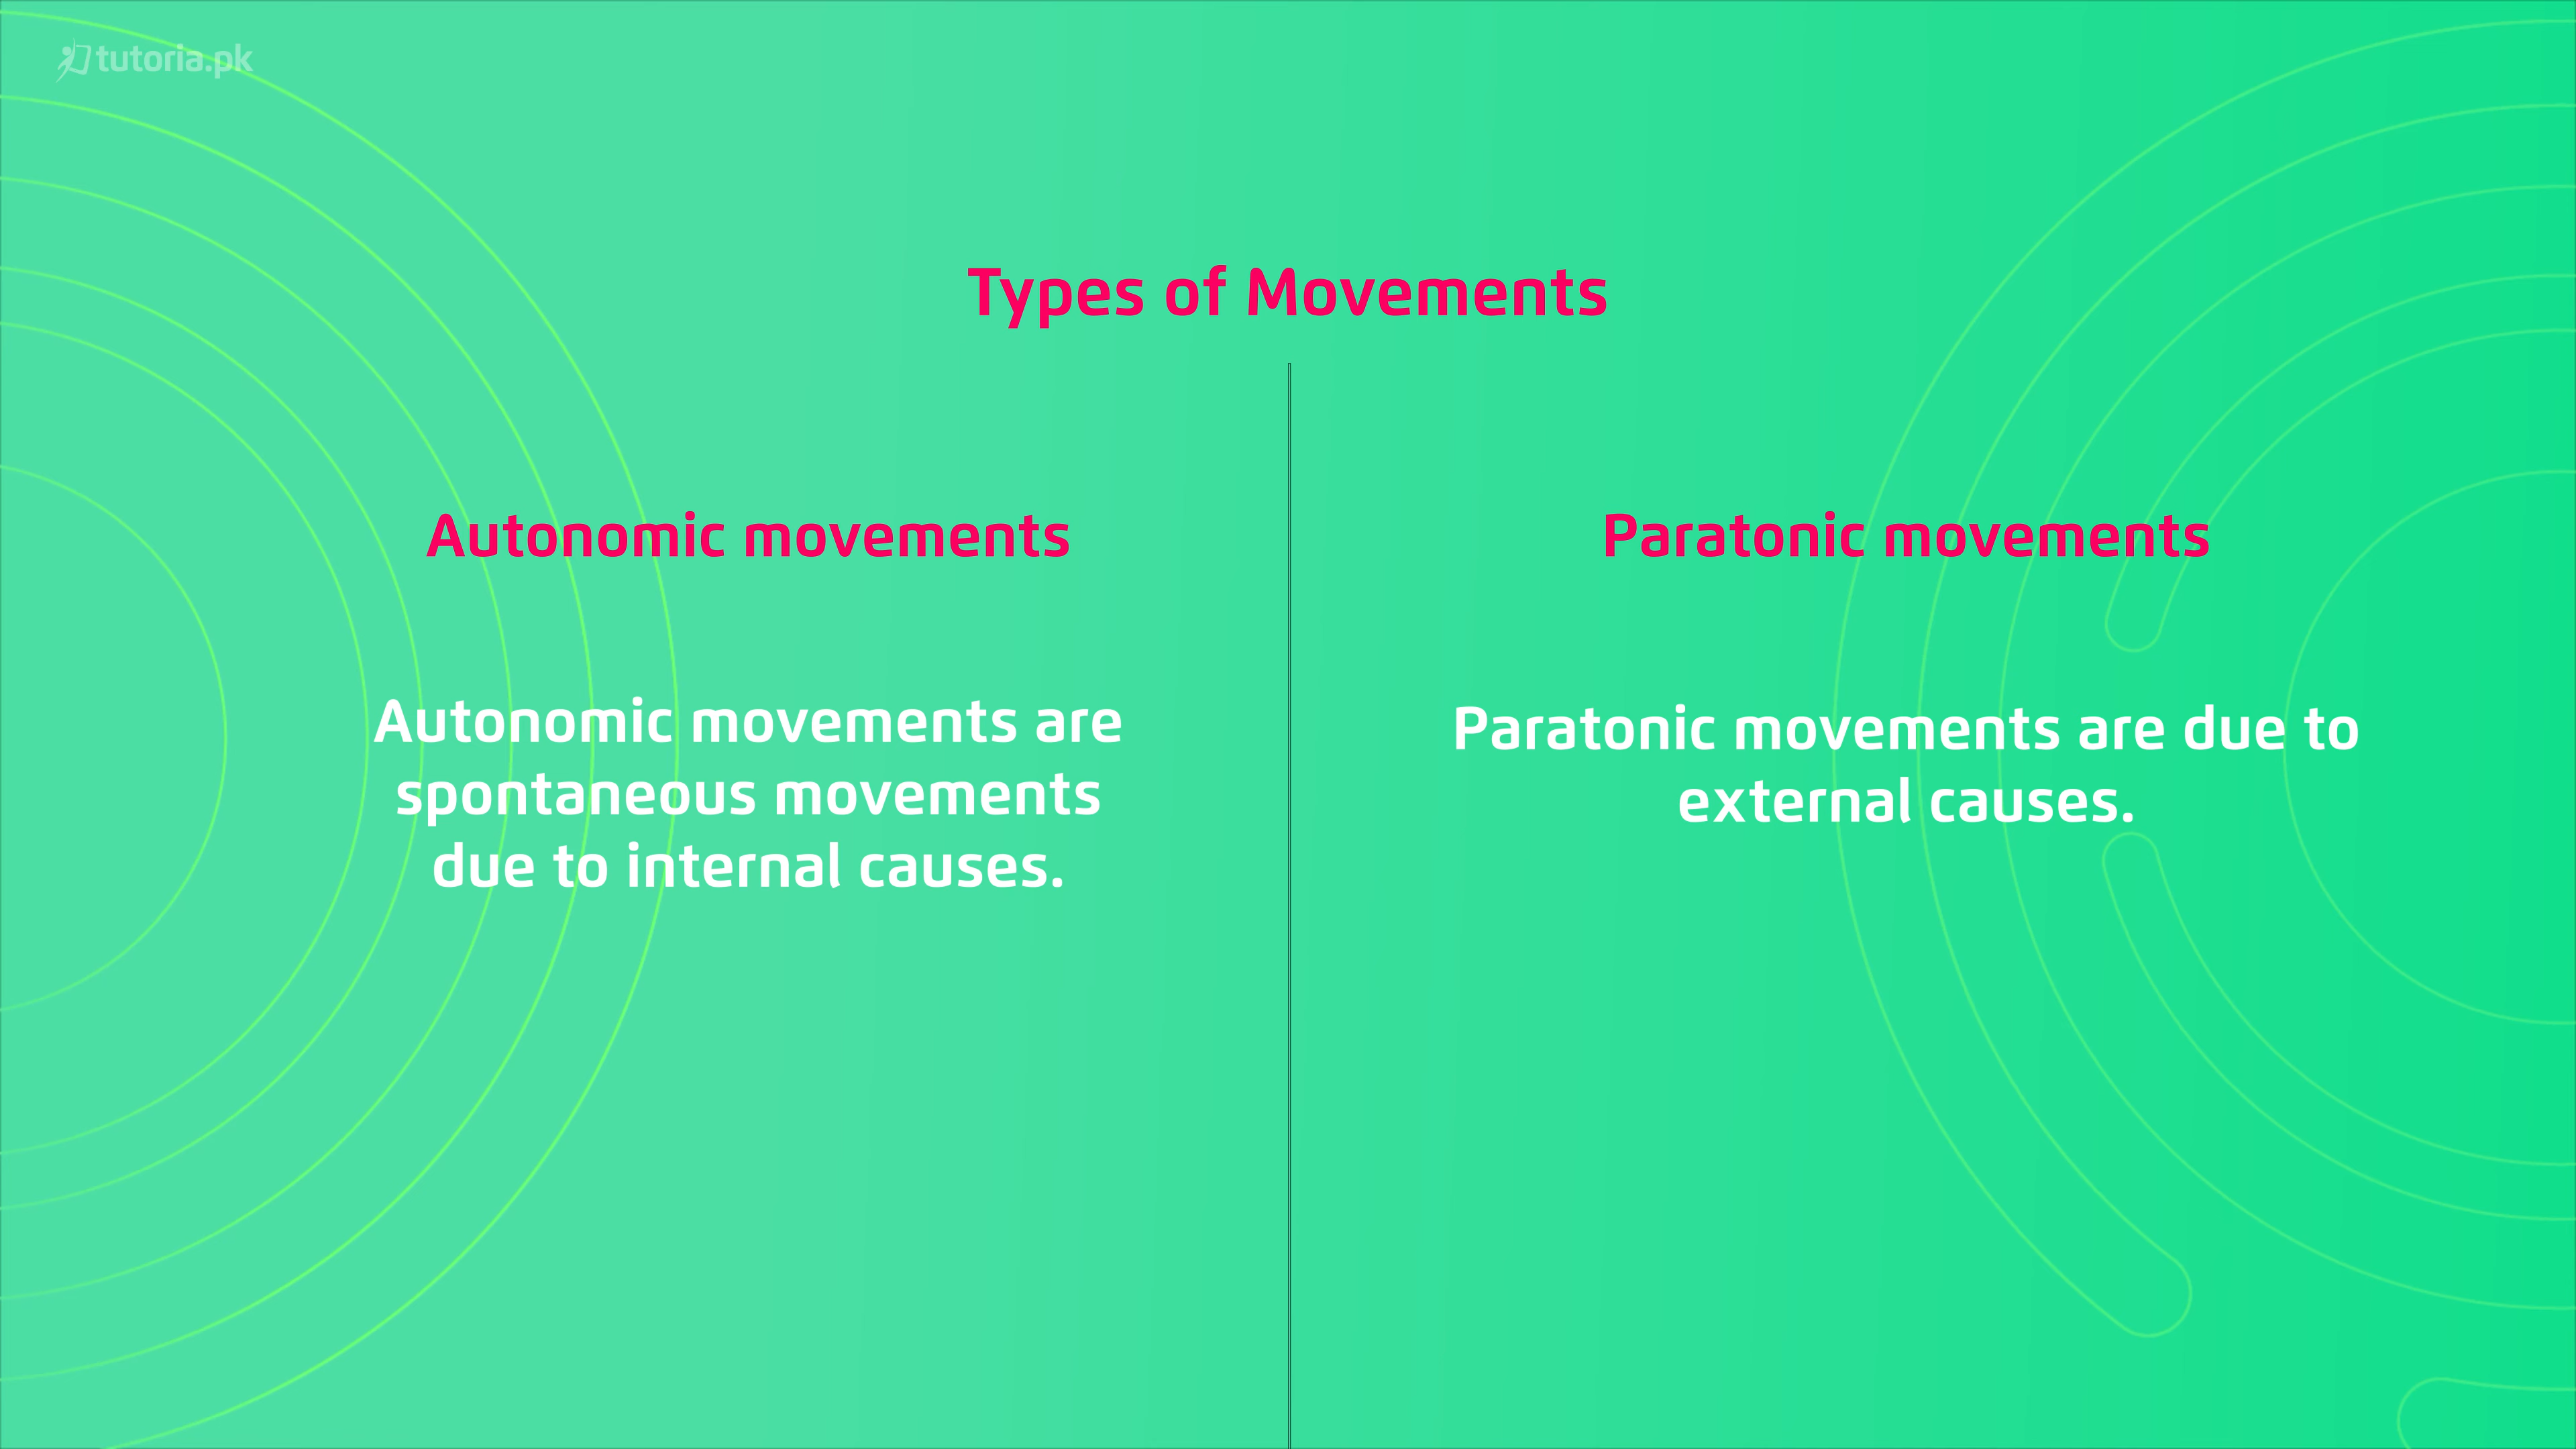 tutoria.pk
Types of Movements
Autonomic movements
Autonomic movements are
spontaneous movements
due to internal causes.
Paratonic movements
Paratonic movements are due to
external causes.